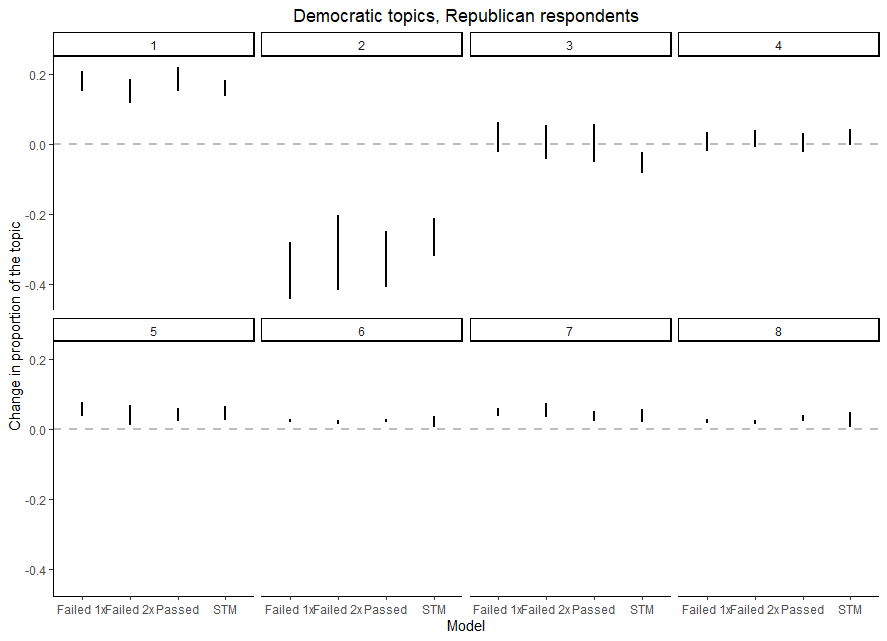 Democratic topics, Republican respondents
1 2 3 4
0.2
0.0
-0.2
-0.4
5 6 7 8
0.2
0.0
-0.2
-0.4
Change in proportion of the topic
Failed 1x Failed 2x Passed STM Failed 1x Failed 2x Passed STM Failed 1x Failed 2x Passed STM Failed 1x Failed 2x Passed STM
Model